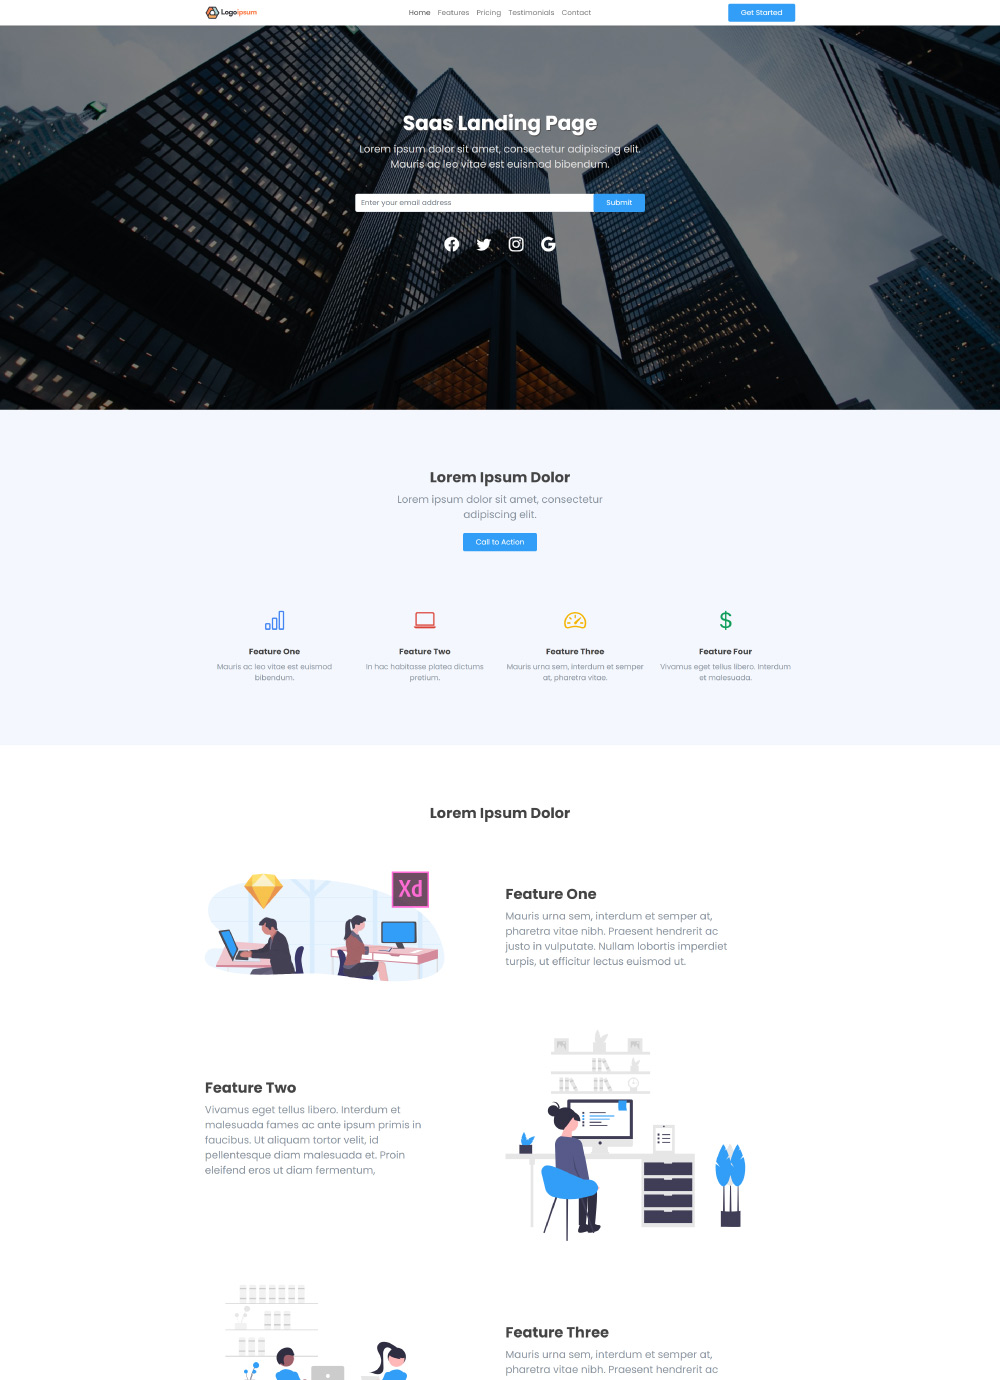 Logoipsum
Home Features Pricing Testimonials Contact
Get Started
Saas Landing Page
Lorem ipsum dolor sit amet, consectetur adipiscing elit.
Mauris ac leo vitae est euismod bibendum.
Enter your email address
Submit
Lorem Ipsum Dolor
Lorem ipsum dolor sit amet, consectetur
adipiscing elit.
Call to Action
Feature One
Mauris ac leo vitae est euismod
bibendum.
Feature Two
In hac habitasse platea dictums
pretium.
Feature Three
Mauris urna sem, interdum et semper
at, pharetra vitae.
Feature Four
Vivamus eget tellus libero. Interdum
et malesuada.
Lorem Ipsum Dolor
Xd
Feature One
Mauris urna sem, interdum et semper at,
pharetra vitae nibh. Praesent hendrerit ac
justo in vulputate. Nullam lobortis imperdiet
turpis, ut efficitur lectus euismod ut.
Feature Two
Vivamus eget tellus libero. Interdum et
malesuada fames ac ante ipsum primis in
faucibus. Ut aliquam tortor velit, id
pellentesque diam malesuada et. Proin
eleifend eros ut diam fermentum,
Feature Three
Mauris urna sem, interdum et semper at,
pharetra vitae nibh. Praesent hendrerit ac